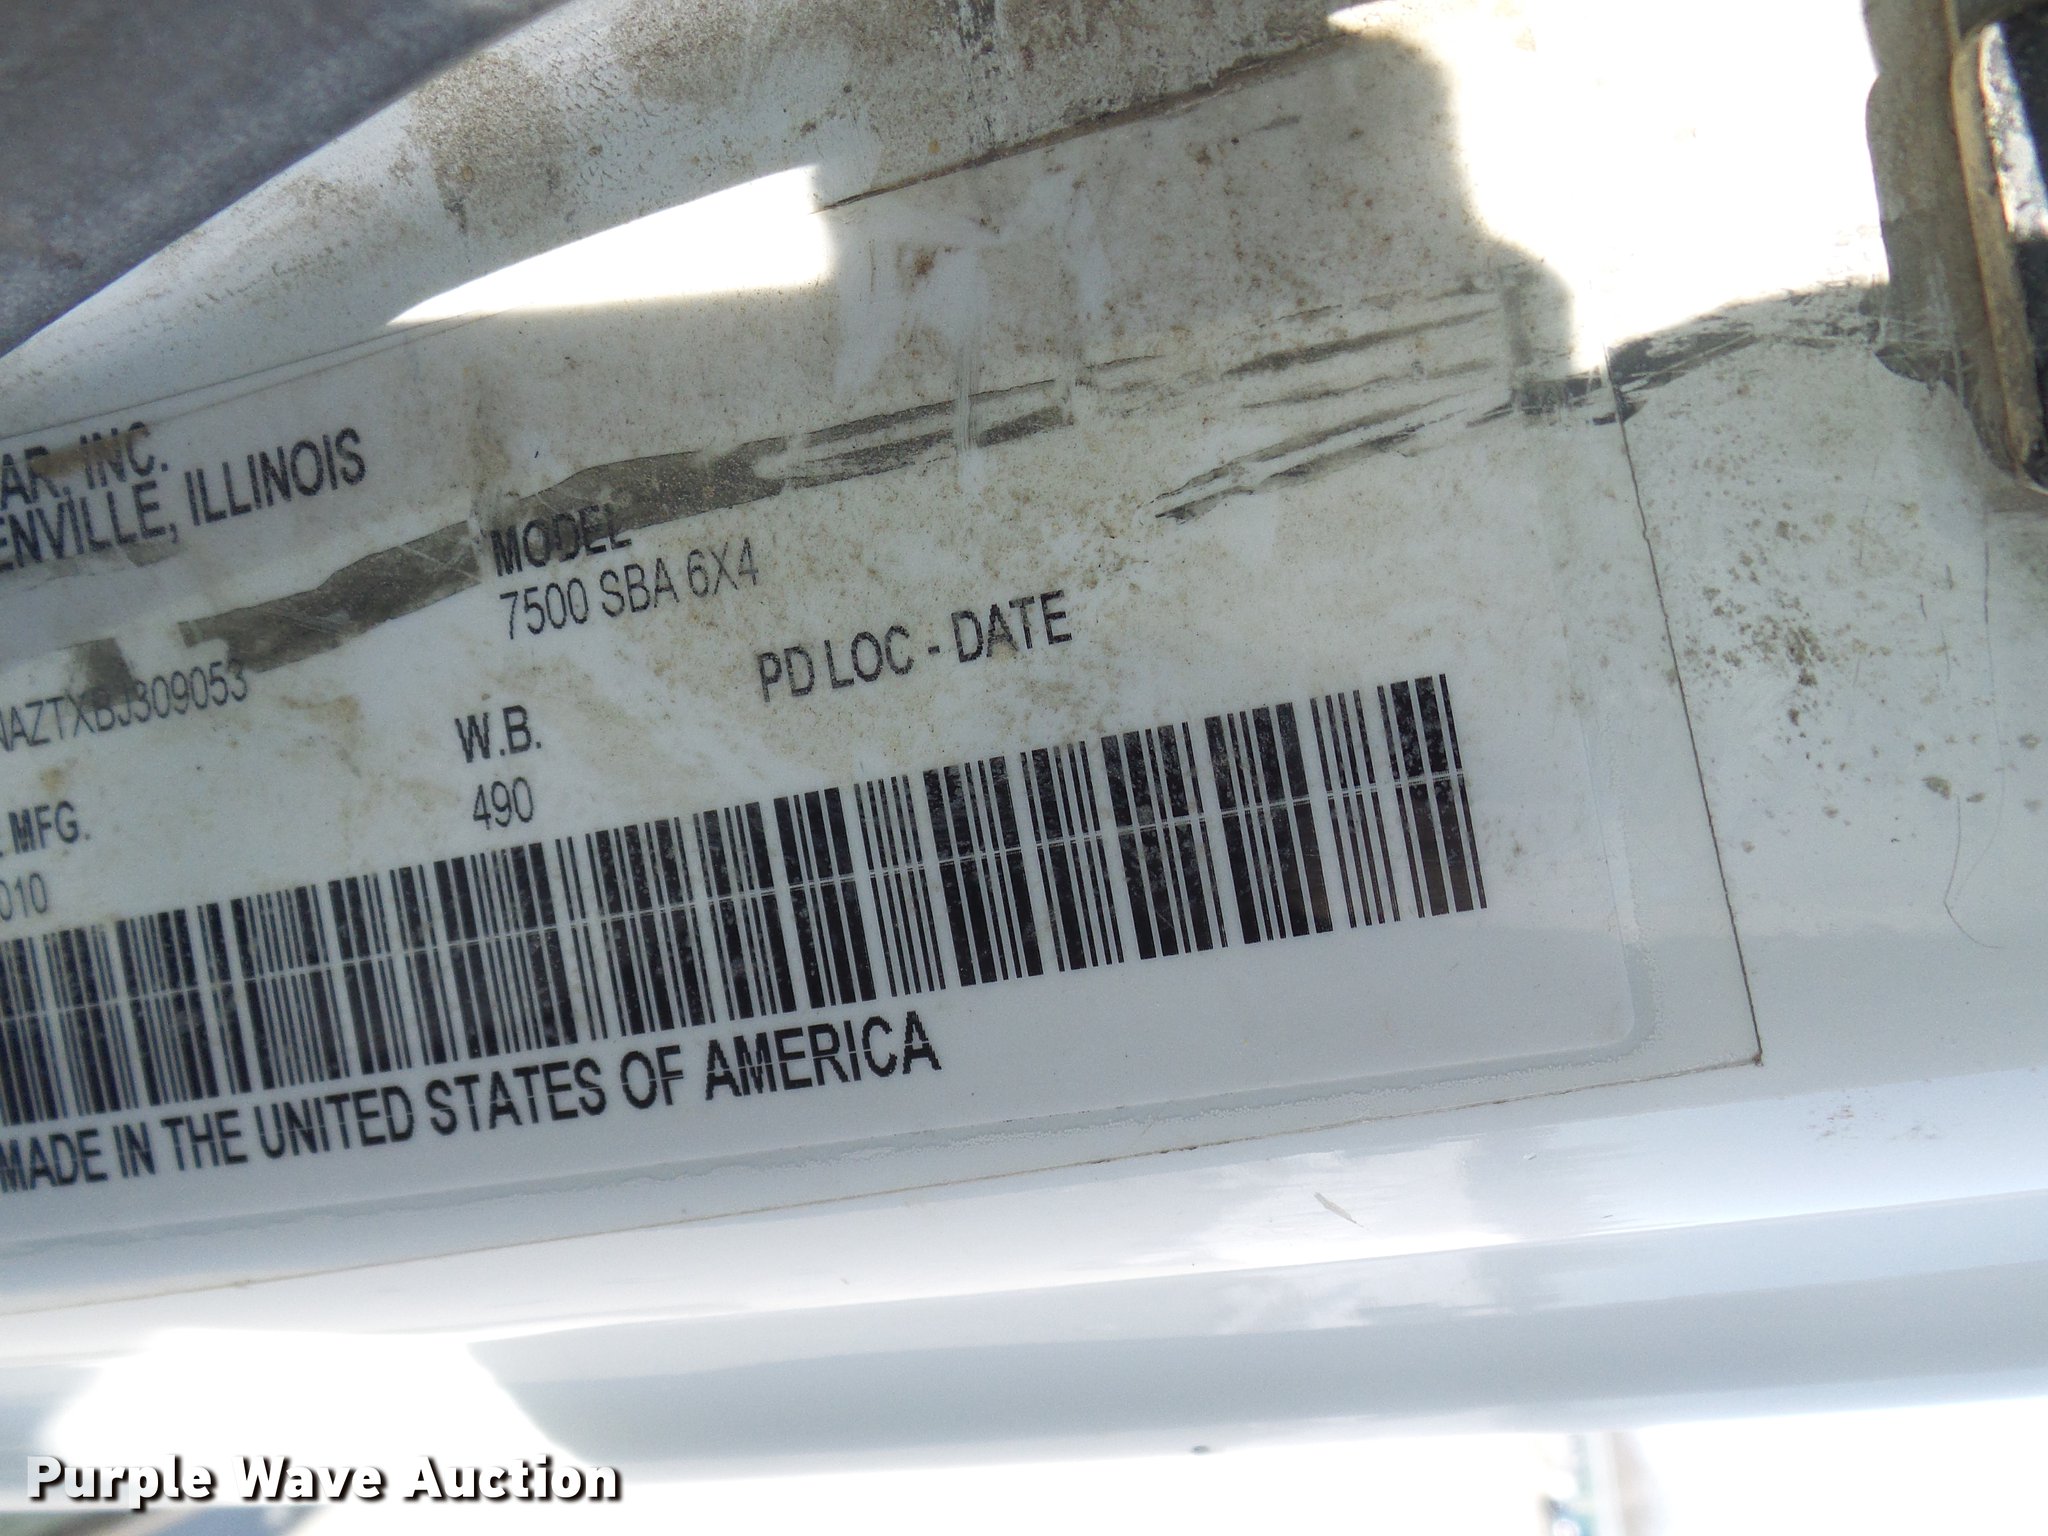 AR, INC.
ENVILLE, ILLINOIS
MODEL
7500 SBA 6X4
NAZTXBJ309053
W.B.
PD LOC - DATE
MFG.
490
010
MADE IN THE UNITED STATES OF AMERICA
Purple Wave Auction